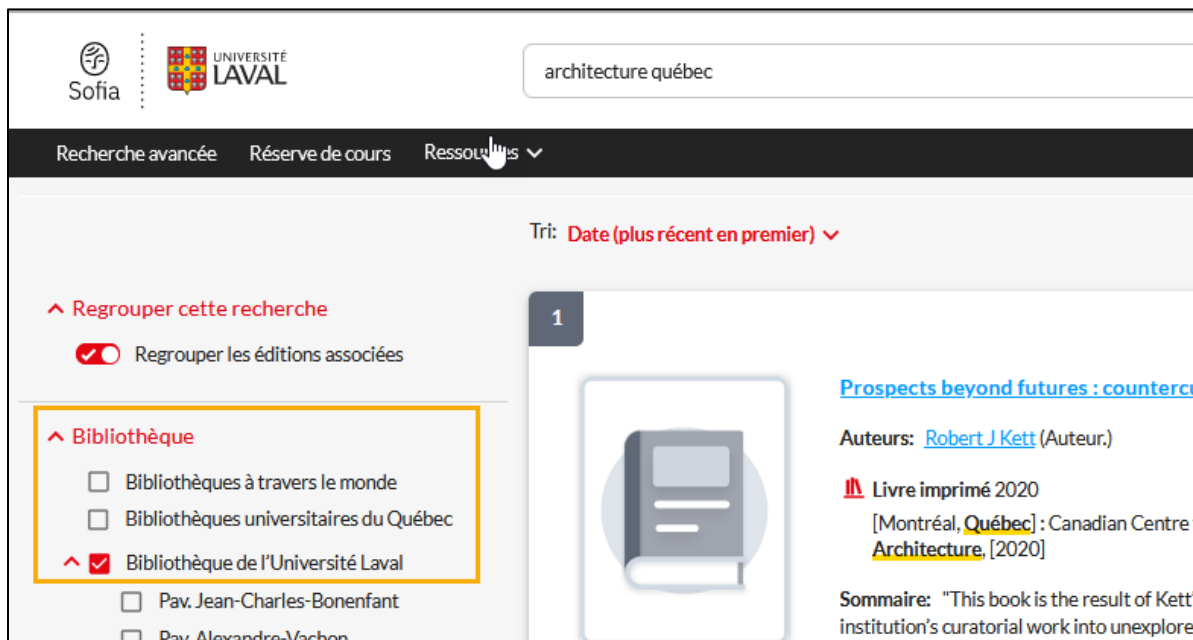 Sofia
UNIVERSITÉ
LAVAL
architecture québec
Recherche avancée Réserve de cours
Tri: Date (plus récent en premier)
Regrouper cette recherche
Regrouper les éditions associées
Bibliothèque
Bibliothèques à travers le monde
Bibliothèques universitaires du Québec
Bibliothèque de l'Université Laval
Pav. Jean-Charles-Bonenfant
Pav. Alexandre-Vachon
1
Prospects beyond futures :
Auteurs: Robert J Kett (Auteur.)
Livre imprimé 2020
[Montréal, Québec] : Canadian Centre
Architecture, [2020]
Sommaire: "This book is the result of Kett'
institution's curatorial work into